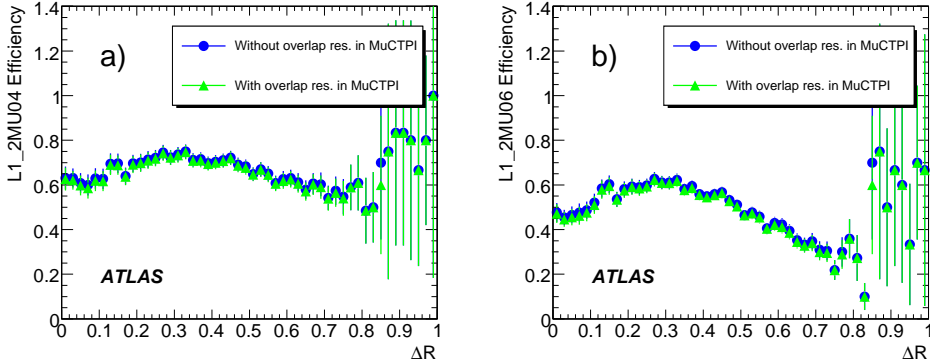 L1_2MU04 Efficiency
1.4
1.2
1
0.8
0.6
0.4
0.2
0
a)
Without overlap res. in MuCTPI
With overlap res. in MuCTPI
ATLAS
0 0.1 0.2 0.3 0.4 0.5 0.6 0.7 0.8 0.9 1
ΔR
L1_2MU06 Efficiency
1.4
1.2
1
0.8
0.6
0.4
0.2
0
b)
Without overlap res. in MuCTPI
With overlap res. in MuCTPI
ATLAS
0 0.1 0.2 0.3 0.4 0.5 0.6 0.7 0.8 0.9 1
ΔR